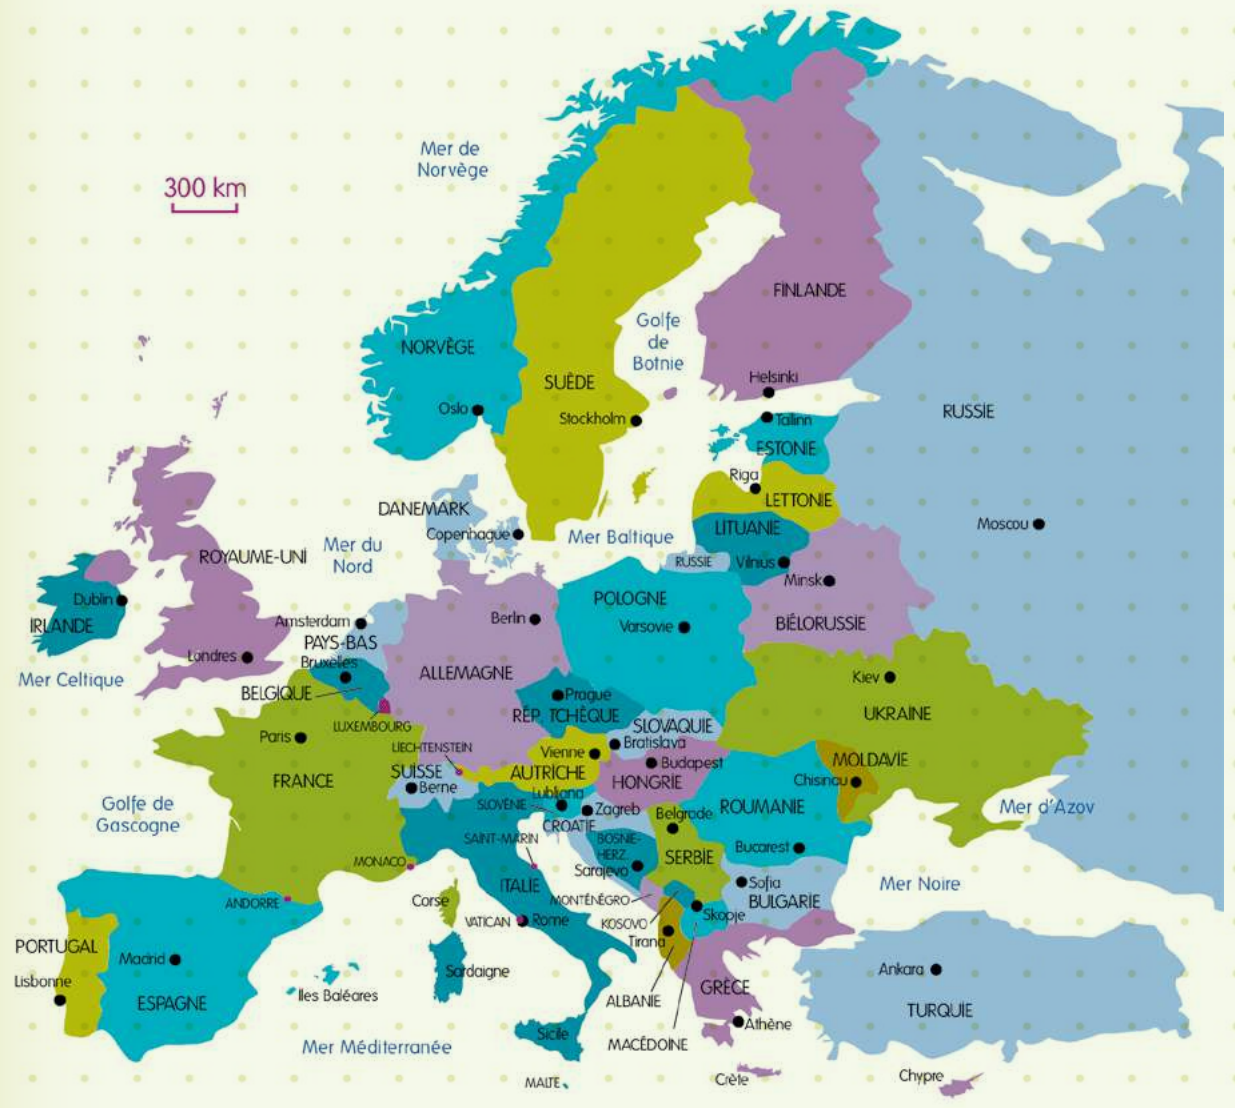 Mer de
Norvège
300 km
FINLANDE
Golfe
de
Botnie
NORVÈGE
SUÈDE
Helsinki
Oslo
Stockholm
Tallinn
RUSSIE
ESTONIE
Riga
LETTONIE
DANEMARK
Copenhague
Mer Baltique
LITUANIE
Moscou
ROYAUME-UNI
Mer du
Nord
RUSSIE
Vilnius
Minsk
Dublin
IRLANDE
Amsterdam
Berlin
POLOGNE
Varsovie
BIÉLORUSSIE
PAYS-BAS
Londres
Bruxelles
Mer Celtique
BELGIQUE
ALLEMAGNE
Kiev
Prague
RÉP. TCHÈQUE
UKRAINE
LUXEMBOURG
SLOVAQUIE
Paris
LIECHTENSTEIN
Vienne
Bratislava
FRANCE
SUISSE
Berne
AUTRICHE
Budapest
HONGRIE
MOLDAVIE
Chisinau
Lubljana
SLOVÉNIE
Zagreb
ROUMANIE
Mer d'Azov
Golfe de
Gascogne
CROATIE
Belgrade
SAINT-MARIN
BOSNIE-
HERZ.
SERBIE
Bucarest
MONACO
Sarajevo
Corse
ITALIE
MONTÉNÉGRO
Sofia
BULGARIE
Mer Noire
ANDORRE
VATICAN
Rome
KOSOVO
Skopje
PORTUGAL
Tirana
Madrid
Lisbonne
ESPAGNE
Iles Baléares
Sardaigne
ALBANIE
GRÈCE
Ankara
TURQUIE
Mer Méditerranée
Sicile
MACÉDOINE
Athène
MALTE
Crète
Chypre